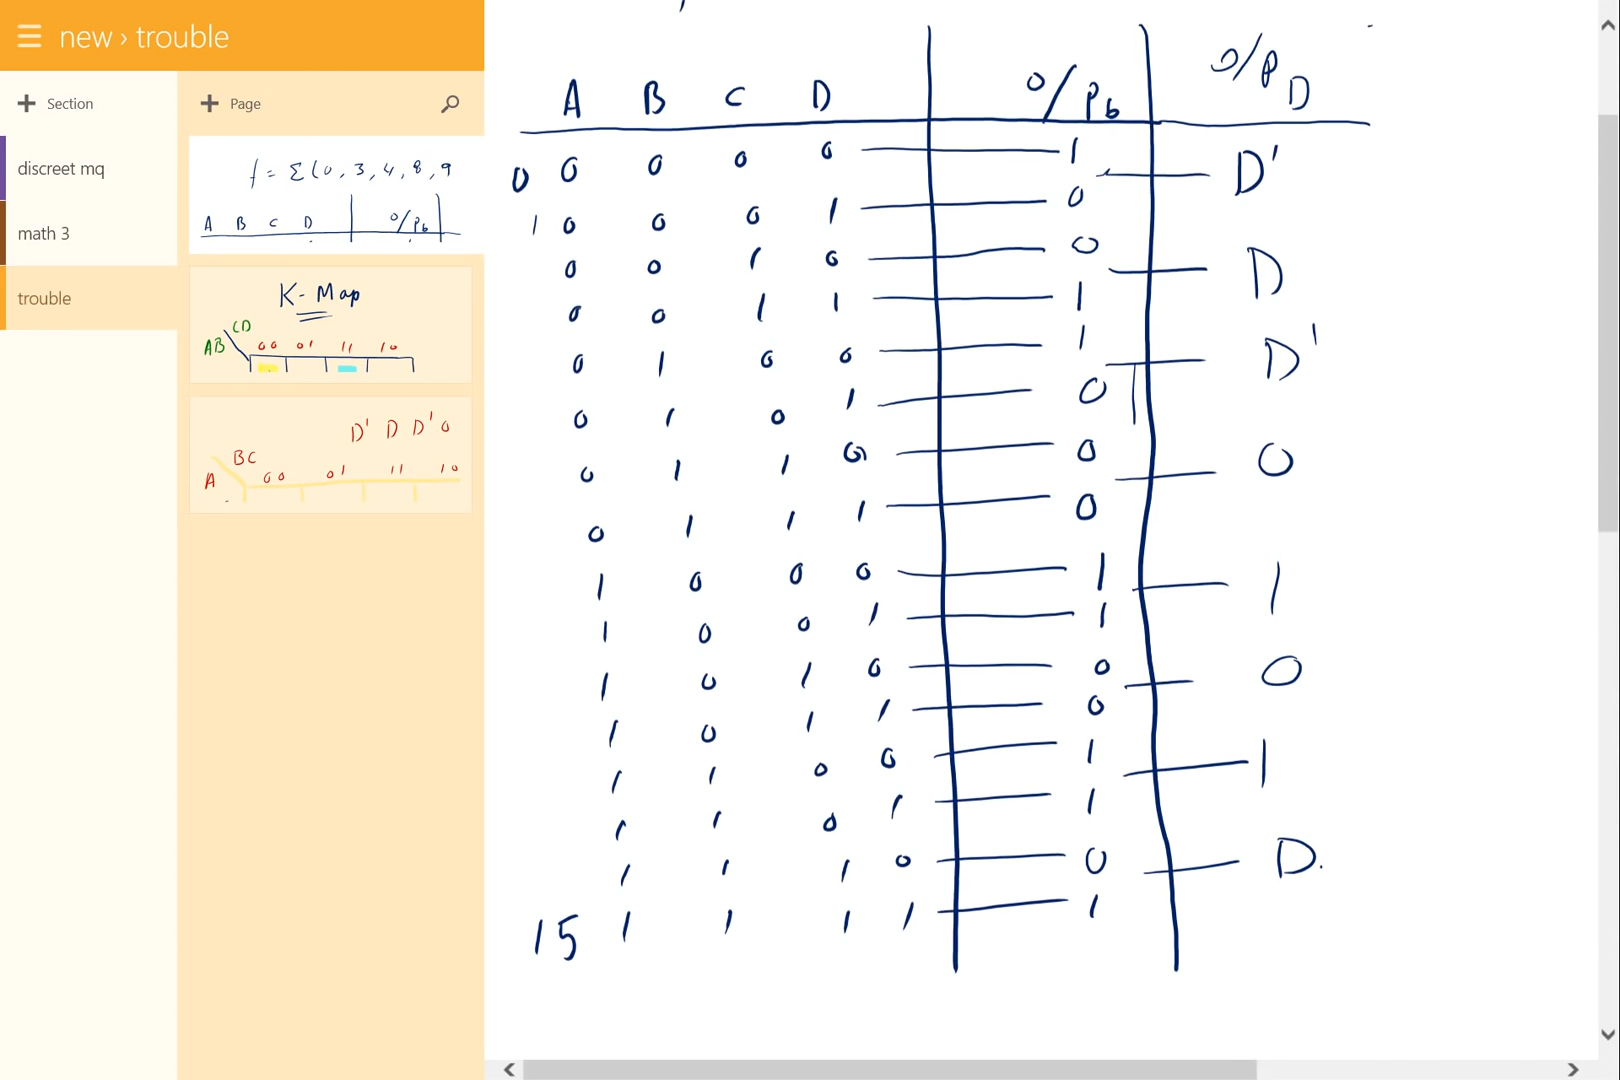 new › trouble
+ Section
+ Page
discreet mq
math 3
trouble
f = Σ(0, 3, 4, 8, 9
A B C D O/Pb
K-Map
CD
AB 00 01 11 10
D' D D' 0
BC
A 00 01 11 10
A B C D O/Pb O/PD
0 0 0 0 0 1 D'
1 0 0 0 1 0
0 0 1 0 0 D
0 0 1 1 1
0 1 0 0 1 D'
0 1 0 1 0
0 1 1 0 0 0
0 1 1 1 0
1 0 0 0 1 1
1 0 0 1 1
1 0 1 0 0 0
1 0 1 1 0
1 1 0 0 1 1
1 1 0 1 1
1 1 1 0 0 D.
15 1 1 1 1 1